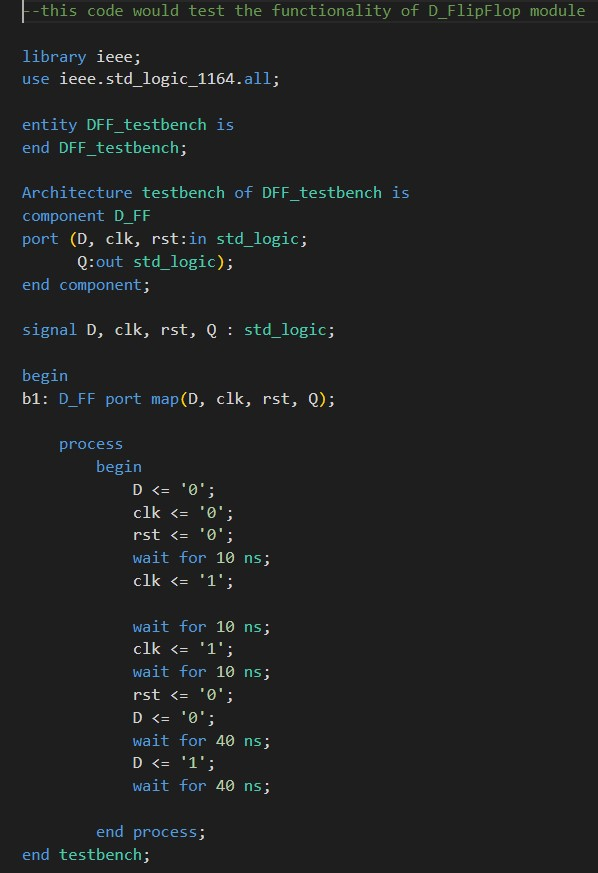 --this code would test the functionality of D_FlipFlop module
library ieee;
use ieee.std_logic_1164.all;
entity DFF_testbench is
end DFF_testbench;
Architecture testbench of DFF_testbench is
component D_FF
port (D, clk, rst:in std_logic;
      Q:out std_logic);
end component;
signal D, clk, rst, Q : std_logic;
begin
b1: D_FF port map(D, clk, rst, Q);
    process
        begin
            D <= '0';
            clk <= '0';
            rst <= '0';
            wait for 10 ns;
            clk <= '1';
            wait for 10 ns;
            clk <= '1';
            wait for 10 ns;
            rst <= '0';
            D <= '0';
            wait for 40 ns;
            D <= '1';
            wait for 40 ns;
        end process;
end testbench;